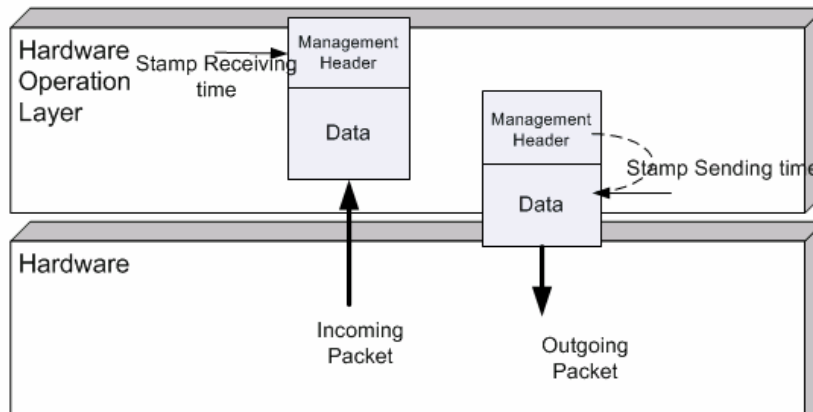 Hardware
Operation
Layer
Stamp Receiving
time
Management
Header
Data
Management
Header
Stamp Sending time
Data
Hardware
Incoming
Packet
Outgoing
Packet